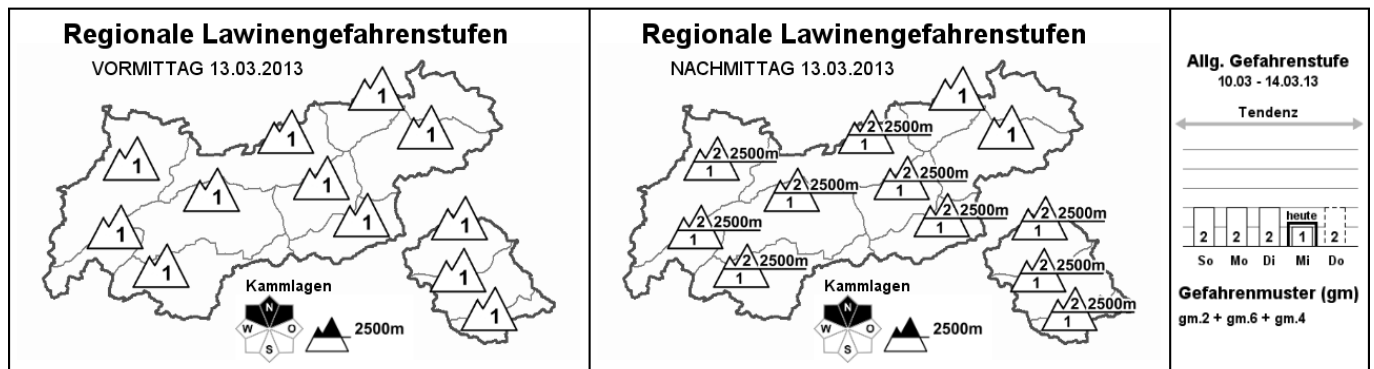 Regionale Lawinengefahrenstufen
VORMITTAG 13.03.2013
1
1
1
1
1
1
1
1
1
1
1
1
Kammlagen
N
W O
S
2500m
Regionale Lawinengefahrenstufen
NACHMITTAG 13.03.2013
1
1
2 2500m
1
2 2500m
1
2 2500m
1
2 2500m
1
2 2500m
1
2 2500m
1
2 2500m
1
2 2500m
1
2 2500m
1
2 2500m
1
Kammlagen
N
W O
S
2500m
Allg. Gefahrenstufe
10.03 - 14.03.13
Tendenz
heute
2 2 2 1 2
So Mo Di Mi Do
Gefahrenmuster (gm)
gm.2 + gm.6 + gm.4